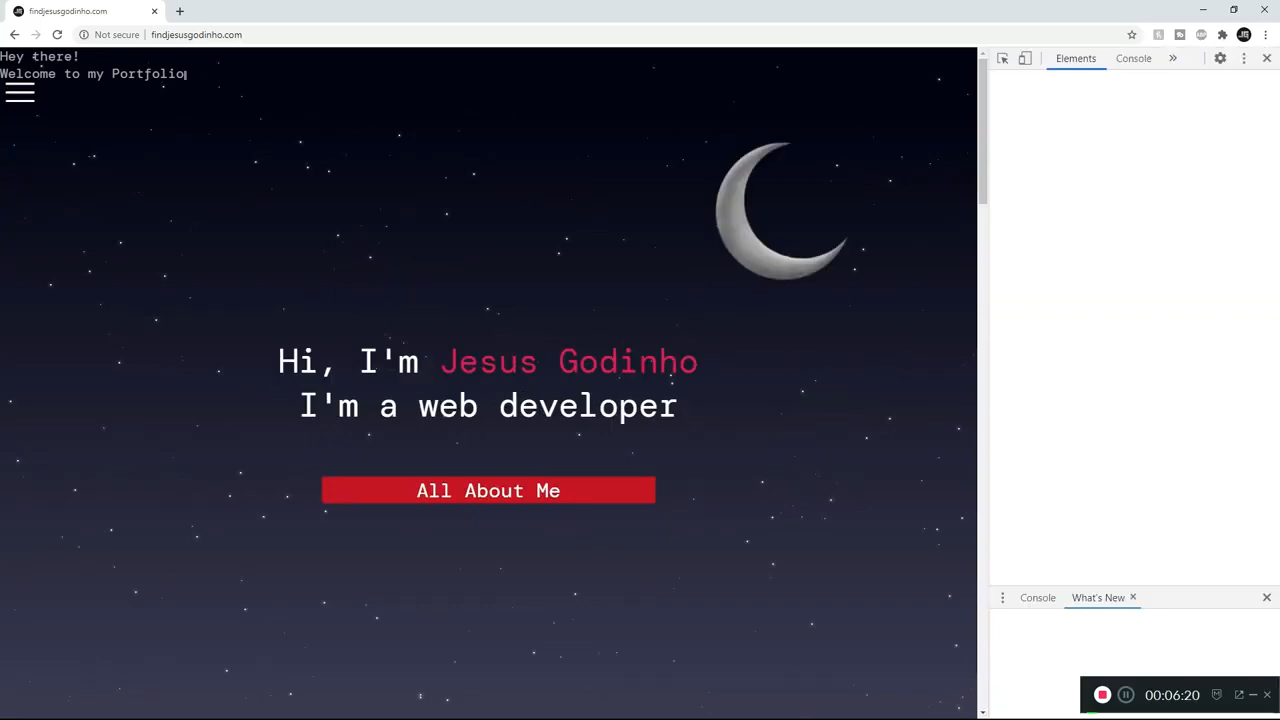 findjesusgodinho.com
Not secure
findjesusgodinho.com
Hey there!
Welcome to my Portfolio
Elements
Console
Hi, I'm Jesus Godinho
I'm a web developer
All About Me
Console
What's New
00:06:20